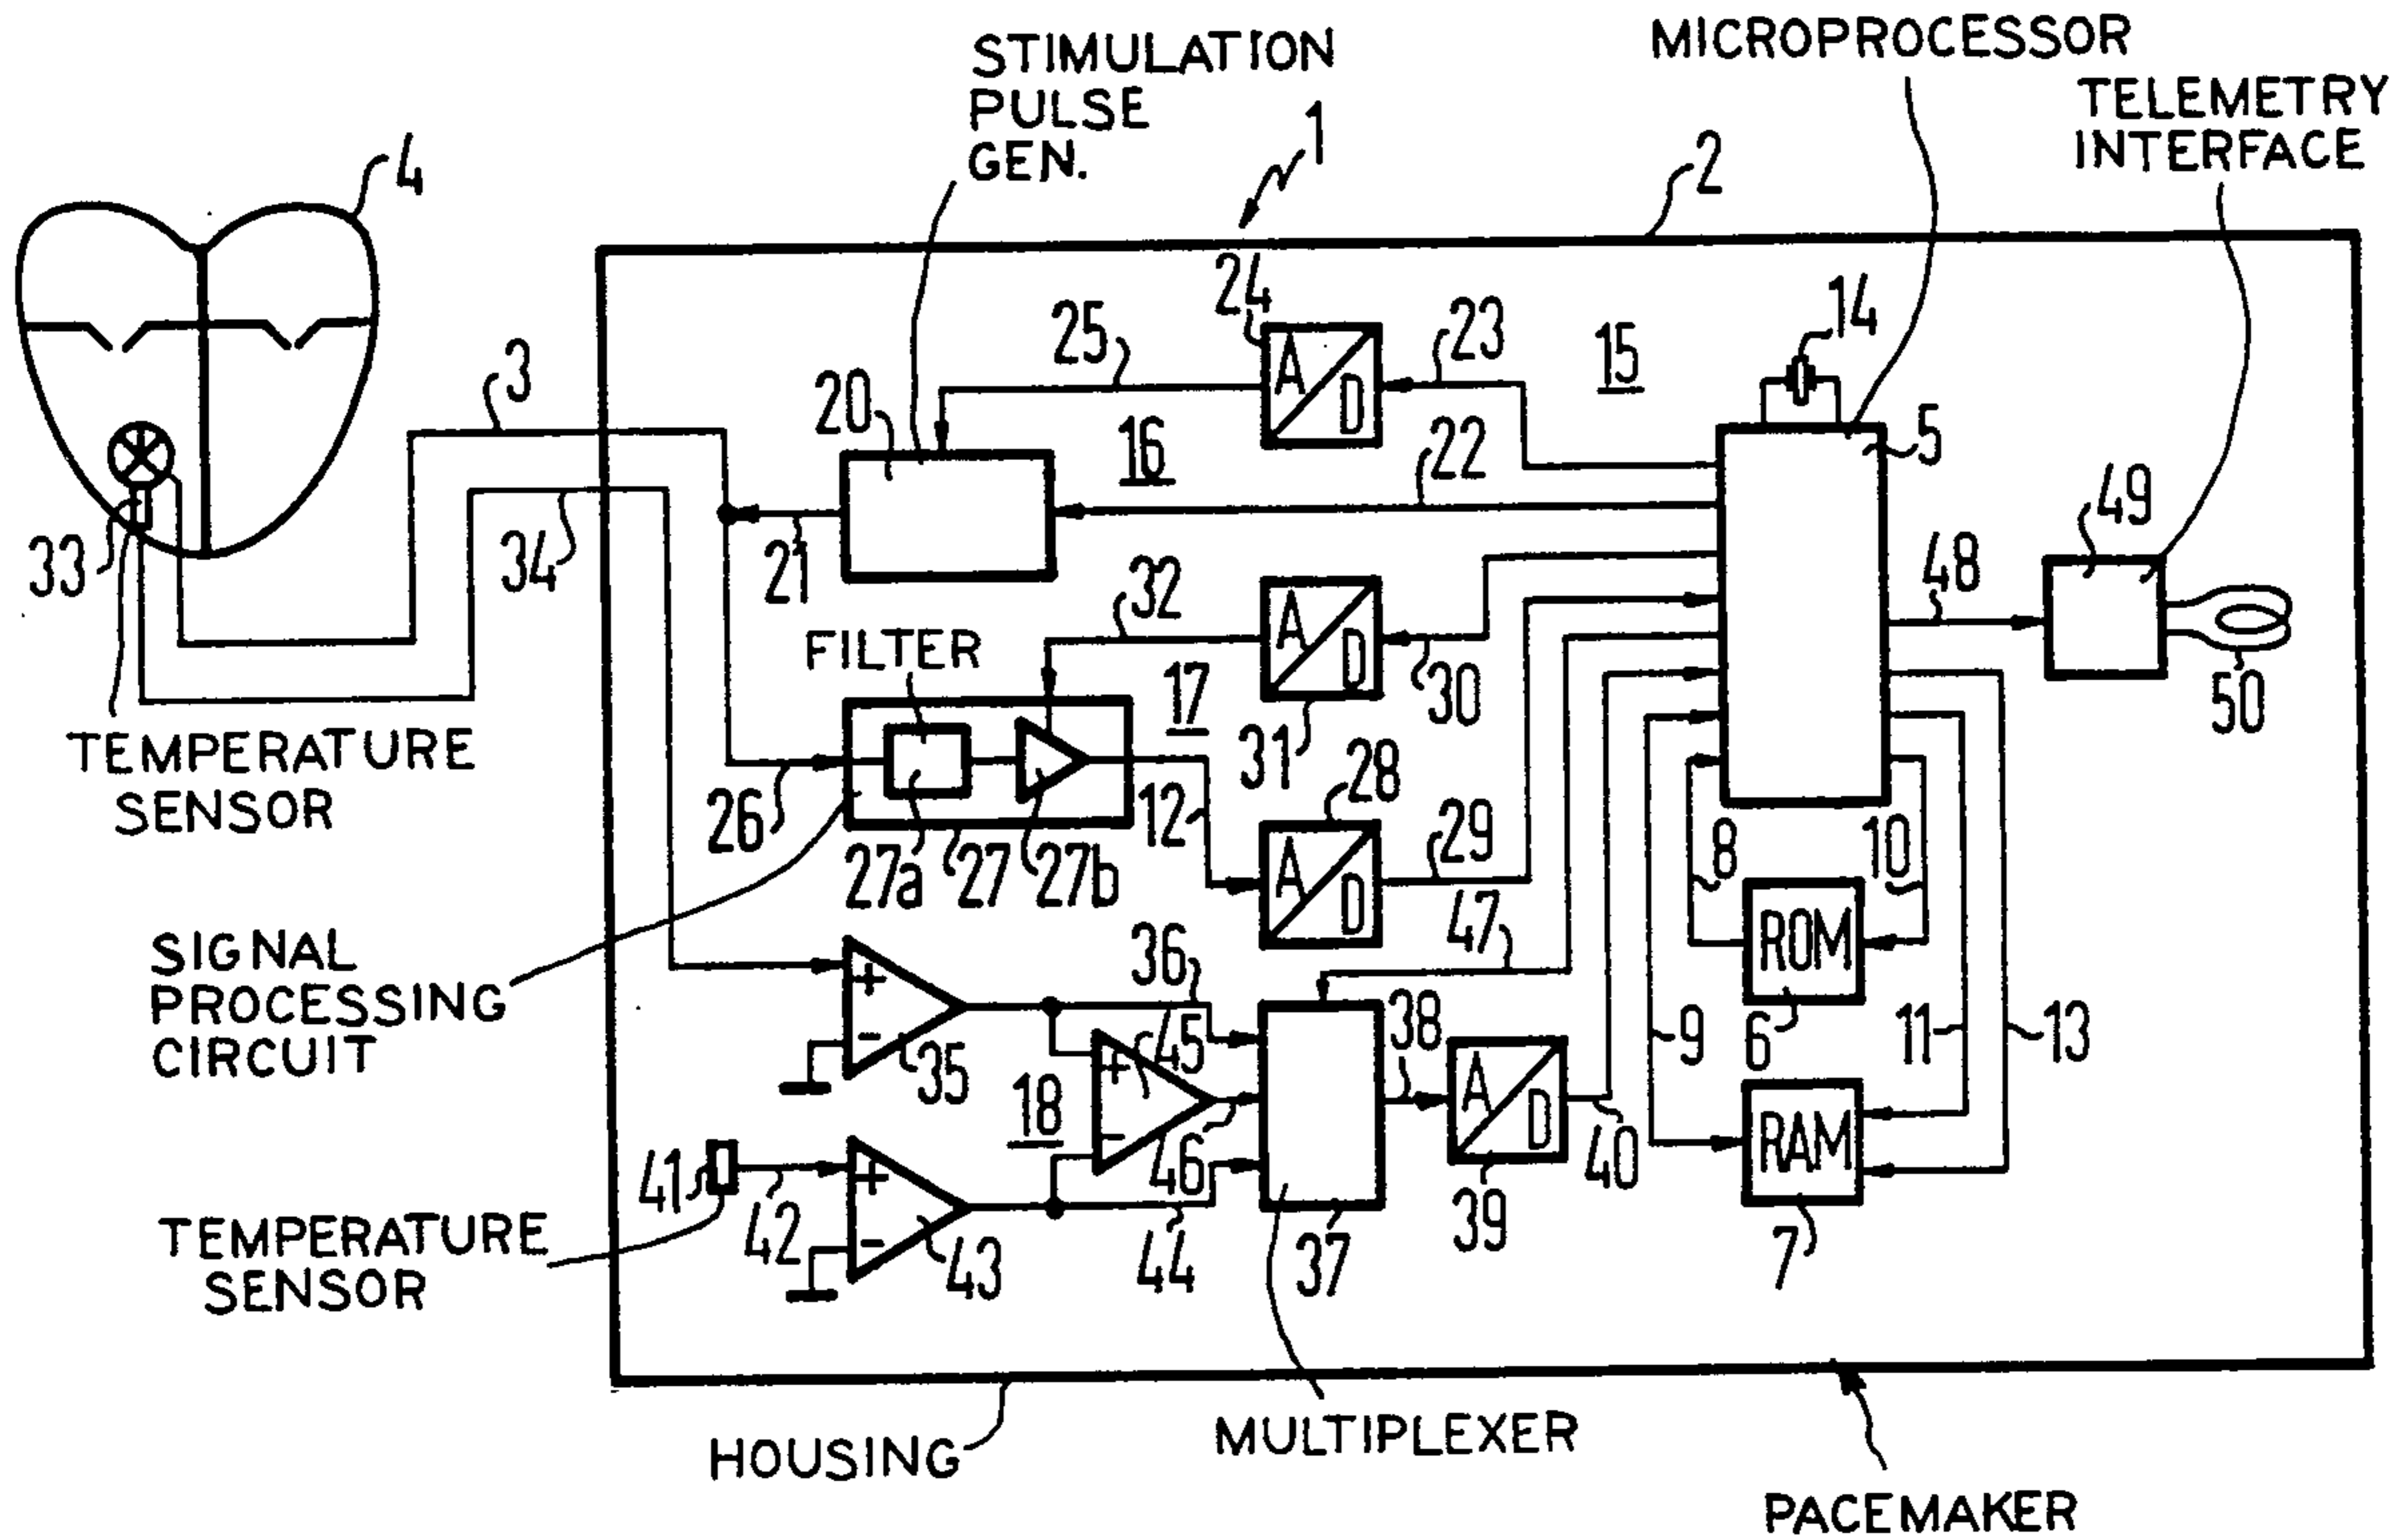 STIMULATION
PULSE
GEN.
MICROPROCESSOR
TELEMETRY
INTERFACE
1
2
4
24
25
23
15
14
3
20
16
22
5
49
33
34
21
32
48
FILTER
17
30
50
31
TEMPERATURE
SENSOR
26
12
28
27a
27
27b
29
8
10
47
SIGNAL
PROCESSING
CIRCUIT
36
ROM
+
-
35
45
+
-
38
9
6
11
13
18
46
40
RAM
41
42
+
-
43
44
37
39
7
A
D
A
D
A
D
A
D
TEMPERATURE
SENSOR
HOUSING
MULTIPLEXER
PACEMAKER